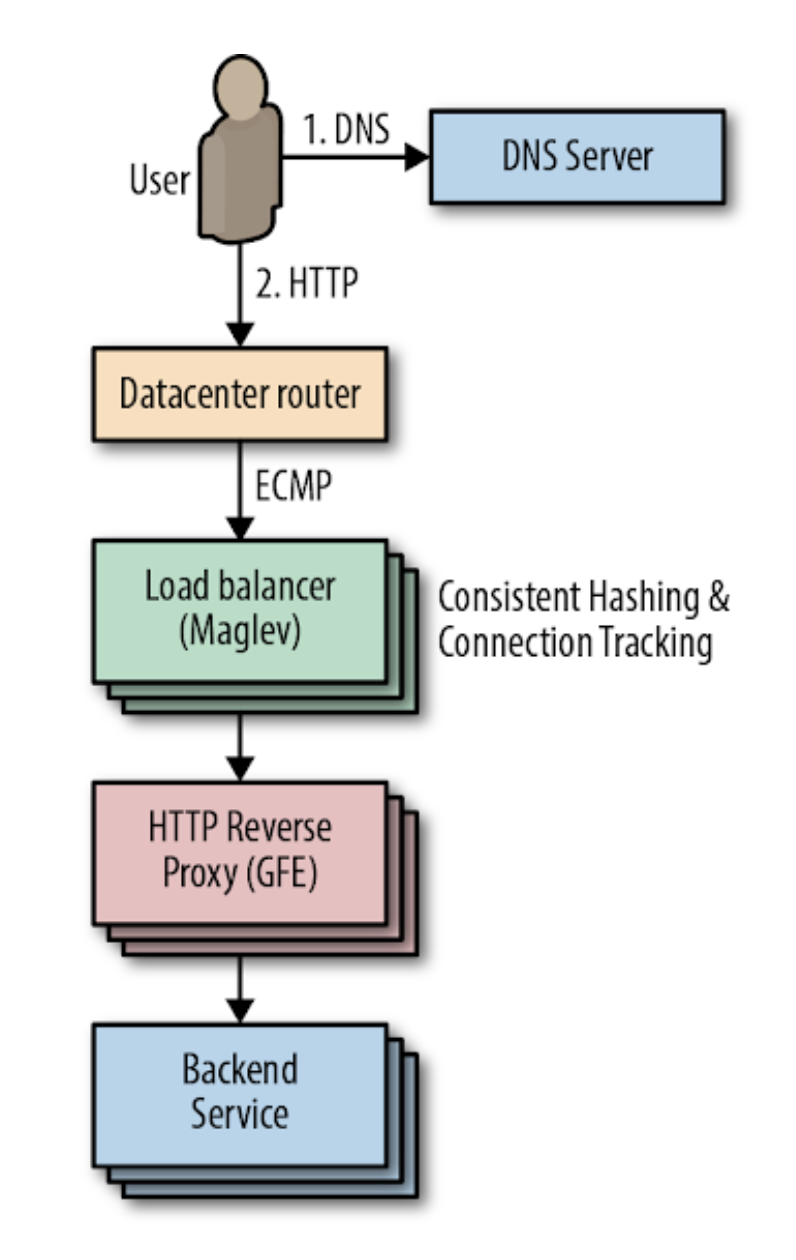 1. DNS
DNS Server
User
2. HTTP
Datacenter router
ECMP
Load balancer
(Maglev)
Consistent Hashing &
Connection Tracking
HTTP Reverse
Proxy (GFE)
Backend
Service